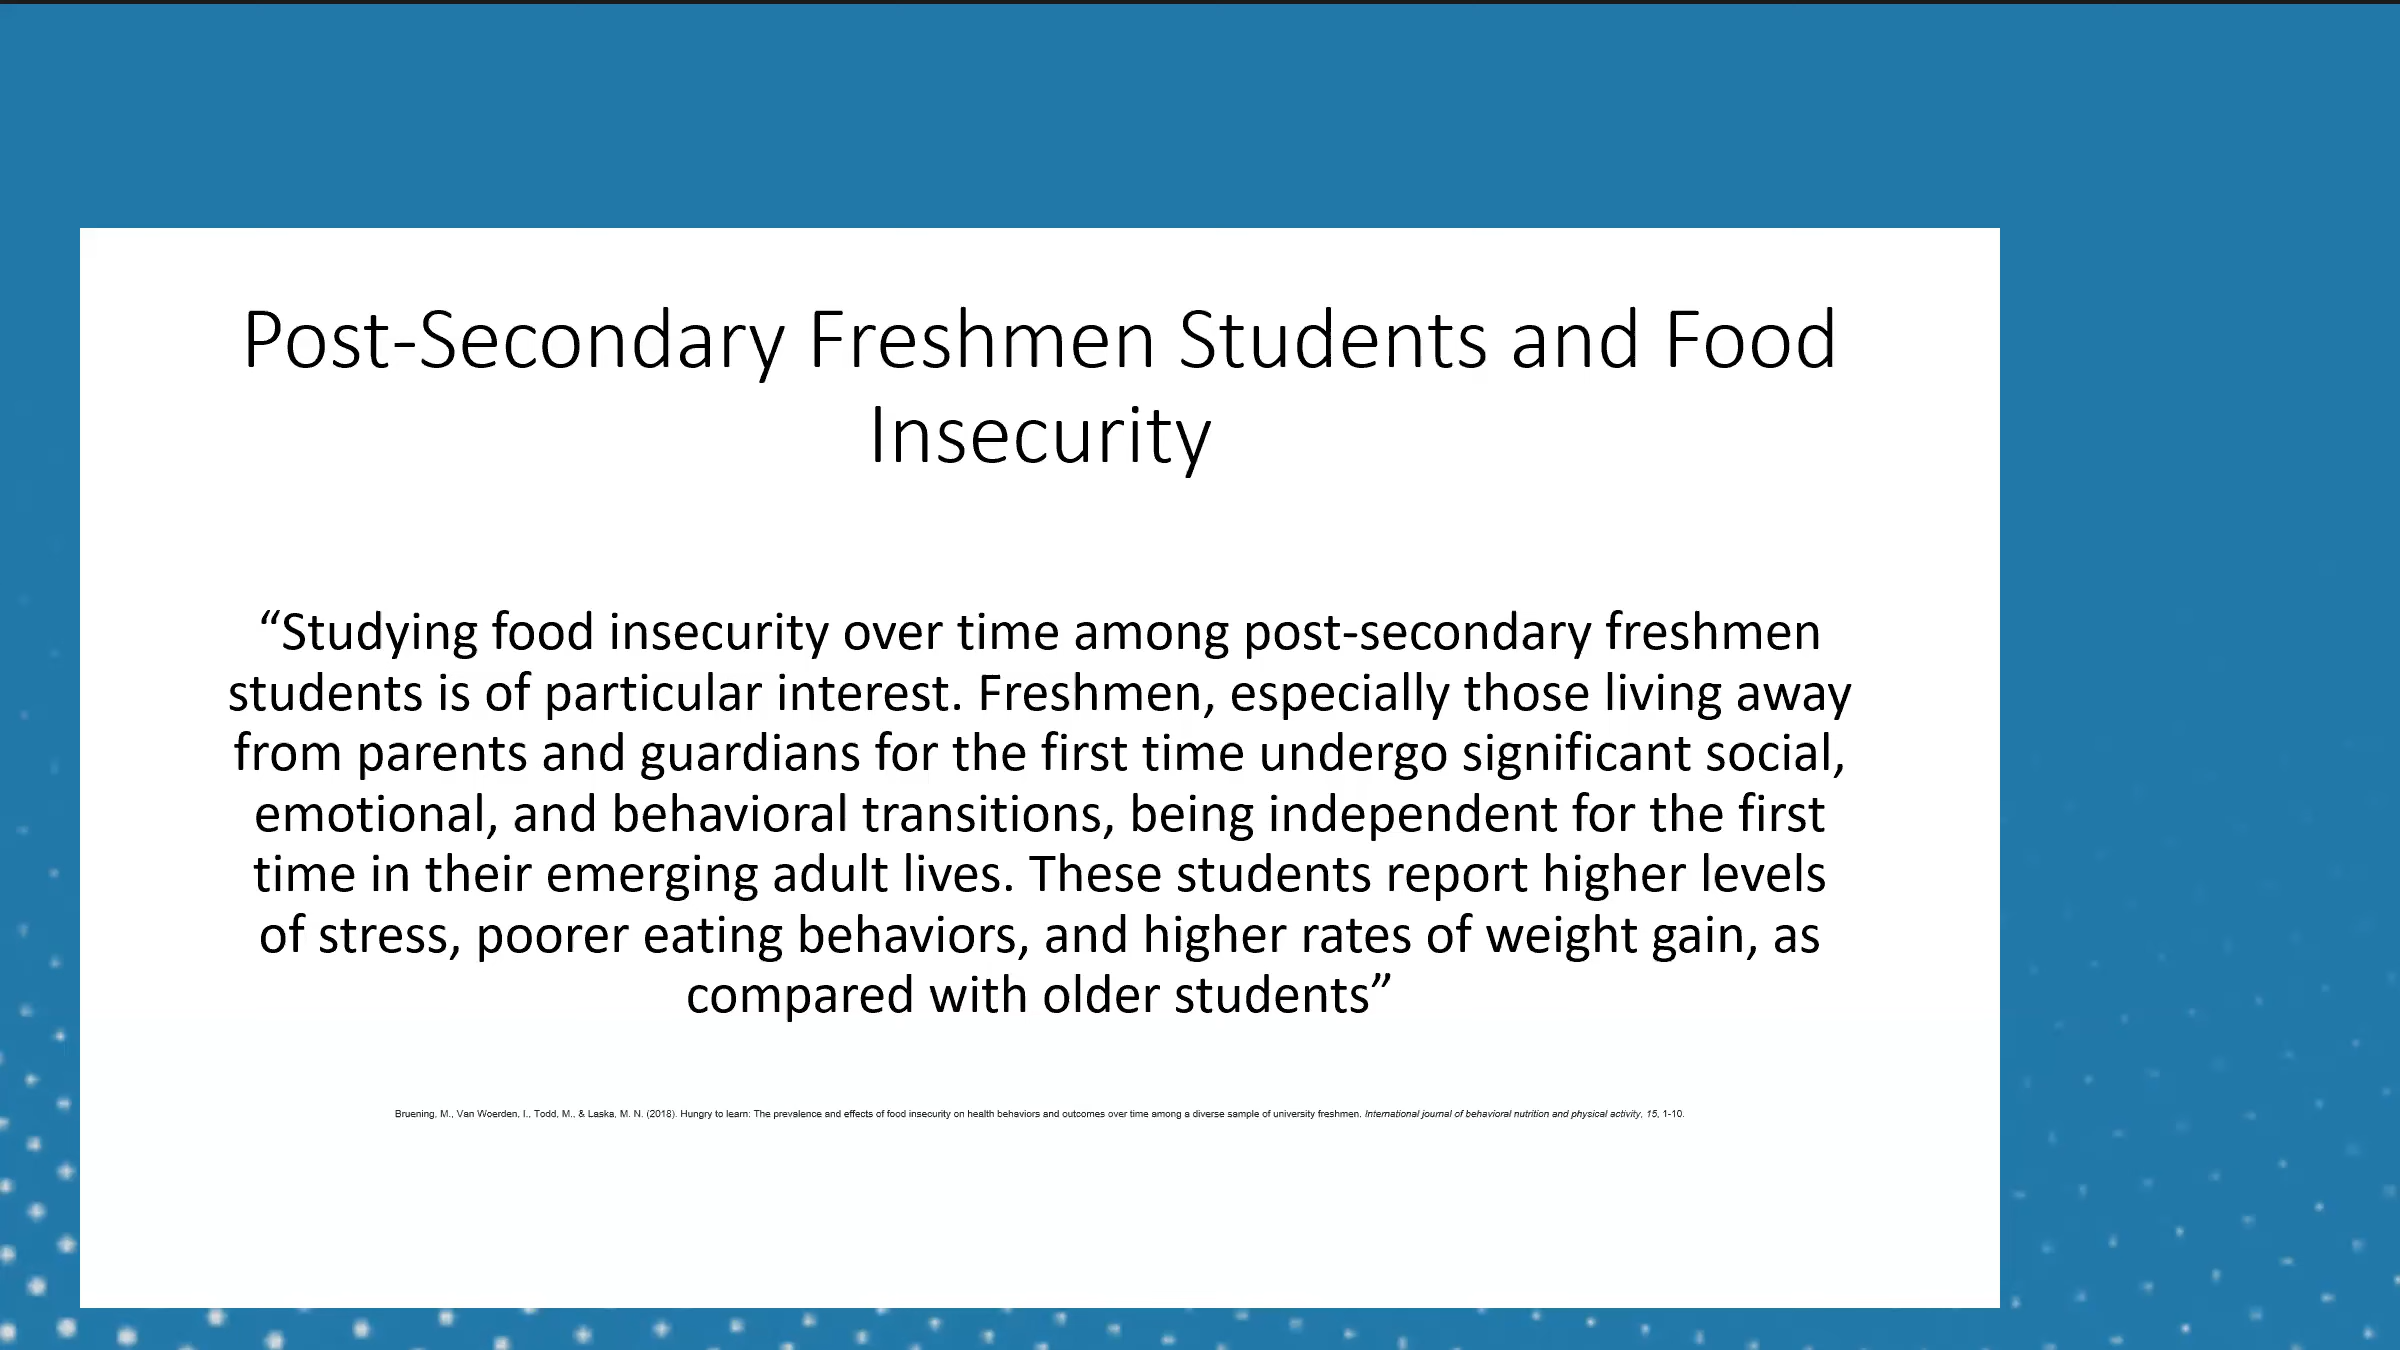 Post-Secondary Freshmen Students and Food
Insecurity
“Studying food insecurity over time among post-secondary freshmen
students is of particular interest. Freshmen, especially those living away
from parents and guardians for the first time undergo significant social,
emotional, and behavioral transitions, being independent for the first
time in their emerging adult lives. These students report higher levels
of stress, poorer eating behaviors, and higher rates of weight gain, as
compared with older students”
Bruening, M., Van Woerden, I., Todd, M., & Laska, M. N. (2018). Hungry to learn: The prevalence and effects of food insecurity on health behaviors and outcomes over time among a diverse sample of university freshmen. International journal of behavioral nutrition and physical activity, 15, 1-10.